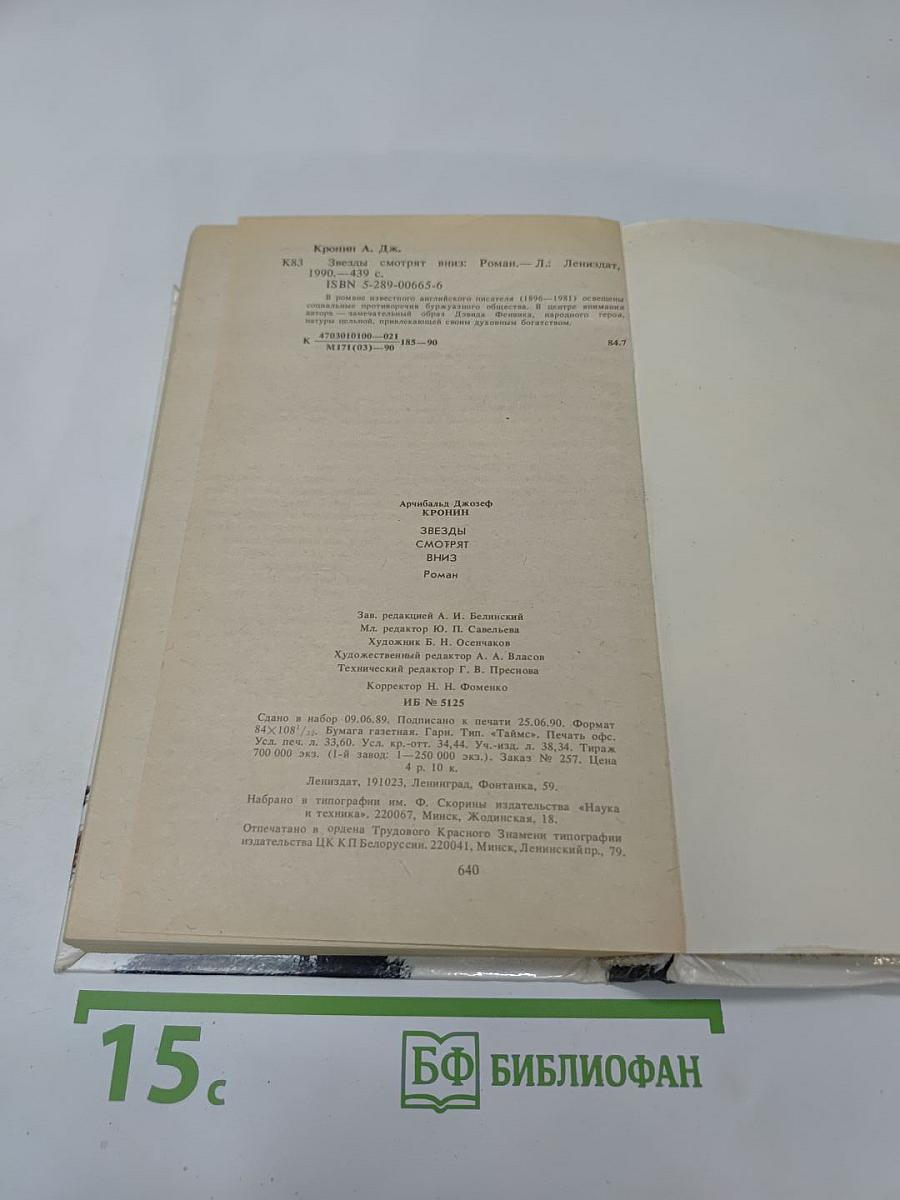 Кронин А. Дж.
К83 Звезды смотрят вниз: Роман.— Л.: Лениздат,
1990.—439 с.
ISBN 5-289-00665-6
В романе известного английского писателя (1896—1981) освещены
социальные противоречия буржуазного общества. В центре внимания
автора — замечательный образ Дэвида Фенвика, народного героя,
натуры цельной, привлекающей своим духовным богатством.
К 4703010100—021 185—90 84.7
М171(03)—90
Арчибальд Джозеф
КРОНИН
ЗВЕЗДЫ
СМОТРЯТ
ВНИЗ
Роман
Зав. редакцией А. И. Белинский
Мл. редактор Ю. П. Савельева
Художник Б. Н. Осенчаков
Художественный редактор А. А. Власов
Технический редактор Г. В. Преснова
Корректор Н. Н. Фоменко
ИБ № 5125
Сдано в набор 09.06.89. Подписано к печати 25.06.90. Формат
84×108¹/₃₂. Бумага газетная. Гарн. Тип. «Таймс». Печать офс.
Усл. печ. л. 33,60. Усл. кр.-отт. 34,44. Уч.-изд. л. 38,34. Тираж
700 000 экз. (1-й завод: 1—250 000 экз.). Заказ № 257. Цена
4 р. 10 к.
Лениздат, 191023, Ленинград, Фонтанка, 59.
Набрано в типографии им. Ф. Скорины издательства «Наука
и техника». 220067, Минск, Жодинская, 18.
Отпечатано в ордена Трудового Красного Знамени типографии
издательства ЦК КП Белоруссии. 220041, Минск, Ленинский пр., 79.
640
15 с
БФ БИБЛИОФАН